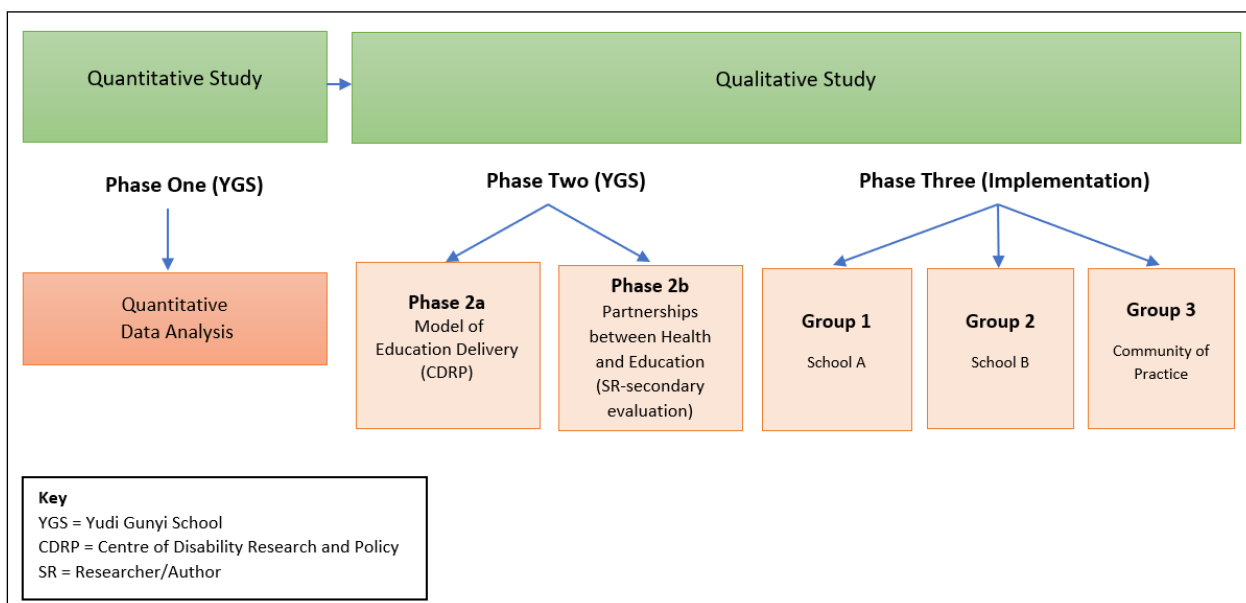 Quantitative Study
Qualitative Study
Phase One (YGS)
Phase Two (YGS)
Phase Three (Implementation)
Quantitative
Data Analysis
Phase 2a
Model of
Education Delivery
(CDRP)
Phase 2b
Partnerships
between Health
and Education
(SR-secondary
evaluation)
Group 1
School A
Group 2
School B
Group 3
Community of
Practice
Key
YGS = Yudi Gunyi School
CDRP = Centre of Disability Research and Policy
SR = Researcher/Author